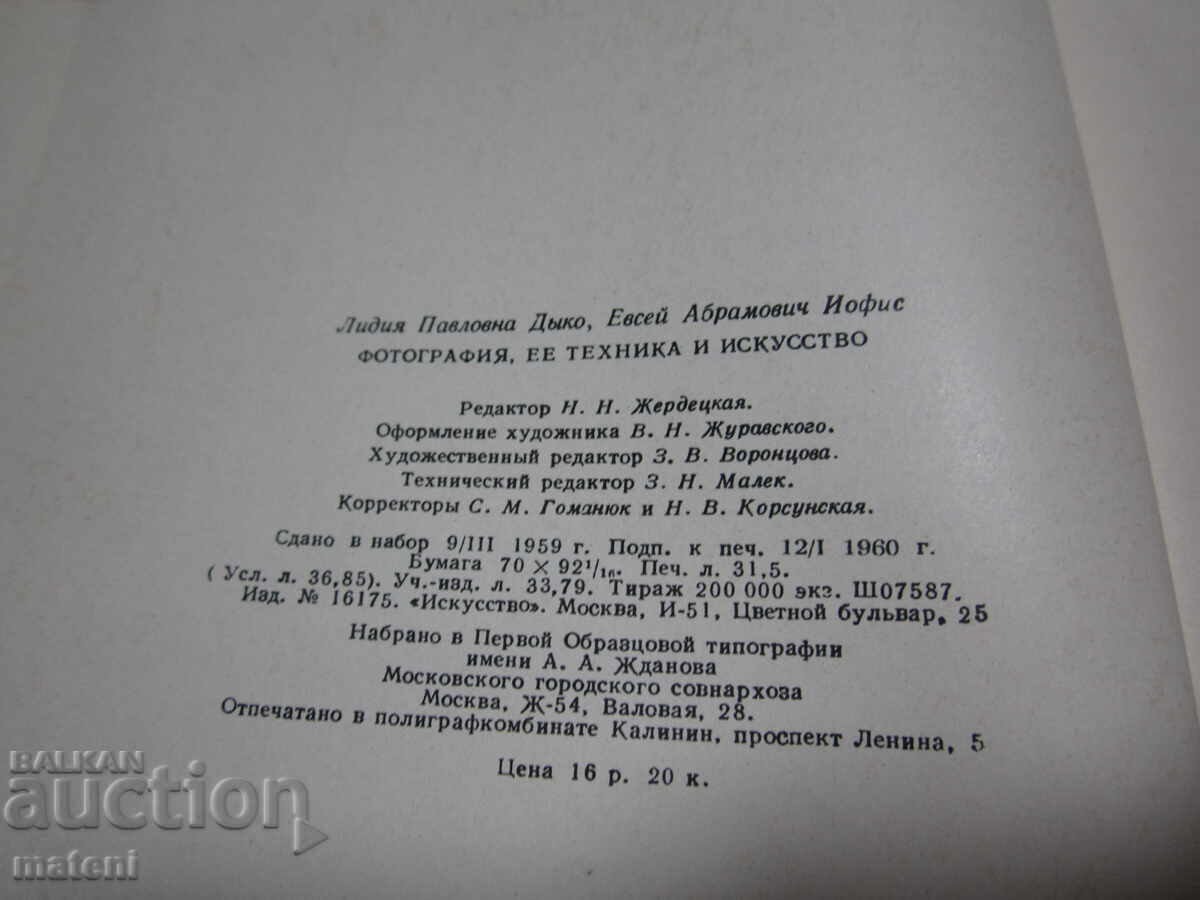 Лидия Павловна Дыко, Евсей Абрамович Иофис
ФОТОГРАФИЯ, ЕЕ ТЕХНИКА И ИСКУССТВО
Редактор Н. Н. Жердецкая.
Оформление художника В. Н. Журавского.
Художественный редактор З. В. Воронцова.
Технический редактор З. Н. Малек.
Корректоры С. М. Гоманюк и Н. В. Корсунская.
Сдано в набор 9/III 1959 г. Подп. к печ. 12/I 1960 г.
Бумага 70 × 92¹/₁₆. Печ. л. 31,5.
(Усл. л. 36,85). Уч.-изд. л. 33,79. Тираж 200 000 экз. Ш07587.
Изд. № 16175. «Искусство». Москва, И-51, Цветной бульвар, 25
Набрано в Первой Образцовой типографии
имени А. А. Жданова
Московского городского совнархоза
Москва, Ж-54, Валовая, 28.
Отпечатано в полиграфкомбинате Калинин, проспект Ленина, 5
Цена 16 р. 20 к.
BALKAN
auction
mateni